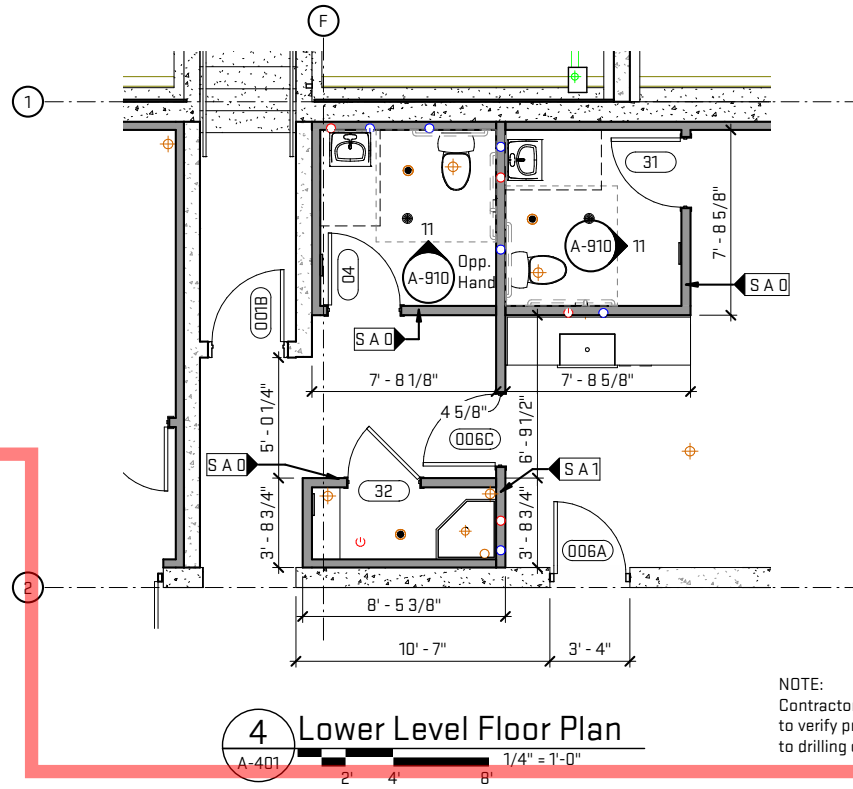 F
1
31
7' - 8 5/8"
11
A-910
Opp.
Hand
A-910
11
04
001B
S A 0
S A 0
7' - 8 1/8"
7' - 8 5/8"
4 5/8"
5' - 0 1/4"
6' - 9 1/2"
006C
S A 0
S A 1
32
3' - 8 3/4"
3' - 8 3/4"
006A
2
8' - 5 3/8"
10' - 7"
3' - 4"
NOTE:
Contractor
to verify pr
to drilling o
4
A-401
Lower Level Floor Plan
1/4" = 1'-0"
2'
4'
8'